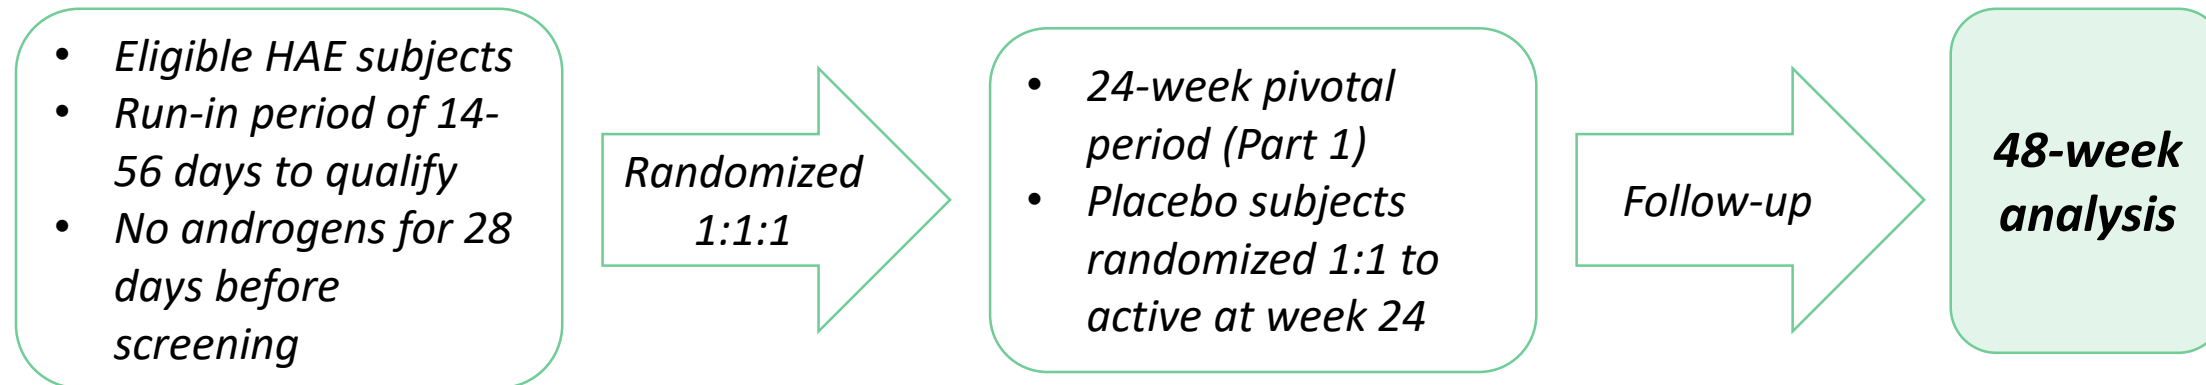 • Eligible HAE subjects
• Run-in period of 14-
56 days to qualify
• No androgens for 28
days before
screening
Randomized
1:1:1
• 24-week pivotal
period (Part 1)
• Placebo subjects
randomized 1:1 to
active at week 24
Follow-up
48-week
analysis